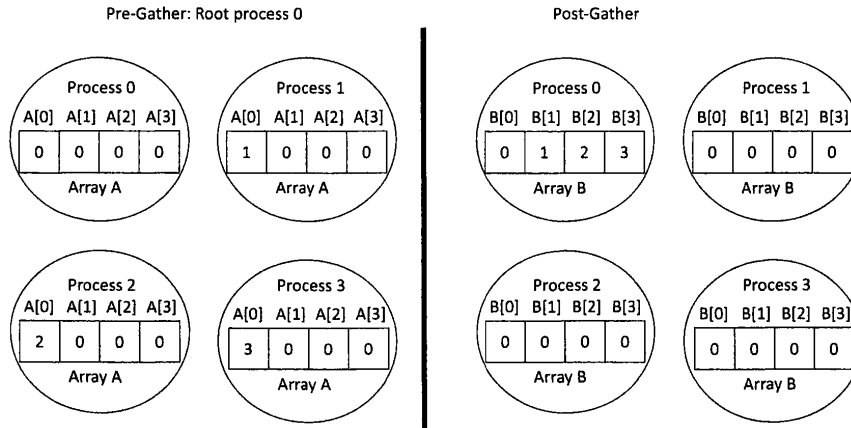 Pre-Gather: Root process 0
Post-Gather
Process 0
A[0] A[1] A[2] A[3]
0 0 0 0
Array A
Process 1
A[0] A[1] A[2] A[3]
1 0 0 0
Array A
Process 2
A[0] A[1] A[2] A[3]
2 0 0 0
Array A
Process 3
A[0] A[1] A[2] A[3]
3 0 0 0
Array A
Process 0
B[0] B[1] B[2] B[3]
0 1 2 3
Array B
Process 1
B[0] B[1] B[2] B[3]
0 0 0 0
Array B
Process 2
B[0] B[1] B[2] B[3]
0 0 0 0
Array B
Process 3
B[0] B[1] B[2] B[3]
0 0 0 0
Array B